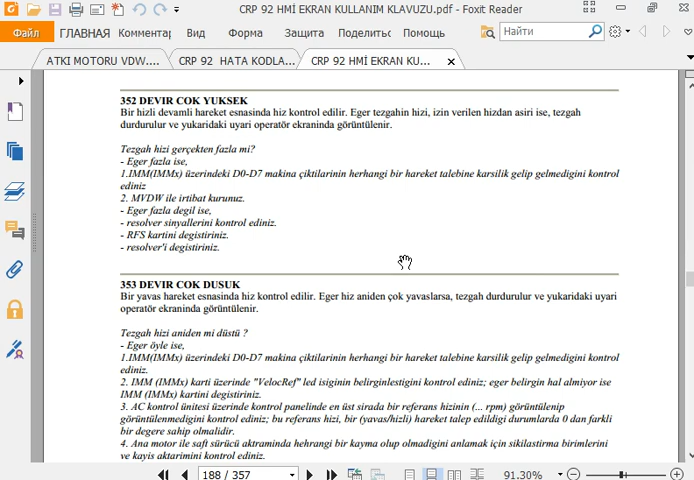 CRP 92 HMİ EKRAN KULLANIM KLAVUZU.pdf - Foxit Reader
Файл ГЛАВНАЯ Комментар Вид Форма Защита Поделитьс Помощь Найти
ATKI MOTORU VDW.... CRP 92 HATA KODLA... CRP 92 HMİ EKRAN KU...
352 DEVIR COK YUKSEK
Bir hizli devamli hareket esnasinda hiz kontrol edilir. Eger tezgahin hizi, izin verilen hizdan asiri ise, tezgah
durdurulur ve yukaridaki uyari operatör ekraninda görüntülenir.
Tezgah hizi gerçekten fazla mi?
- Eger fazla ise,
1.IMM(IMMx) üzerindeki D0-D7 makina çiktilarinin herhangi bir hareket talebine karsilik gelip gelmedigini kontrol
ediniz
2. MVDW ile irtibat kurunuz.
- Eger fazla degil ise,
- resolver sinyallerini kontrol ediniz.
- RFS kartini degistiriniz.
- resolver'i degistiriniz.
353 DEVIR COK DUSUK
Bir yavas hareket esnasinda hiz kontrol edilir. Eger hiz aniden çok yavaslarsa, tezgah durdurulur ve yukaridaki uyari
operatör ekraninda görüntülenir.
Tezgah hizi aniden mi düstü ?
- Eger öyle ise,
1.IMM(IMMx) üzerindeki D0-D7 makina çiktilarinin herhangi bir hareket talebine karsilik gelip gelmedigini kontrol
ediniz.
2. IMM (IMMx) karti üzerinde "VelocRef" led isiginin belirginlestigini kontrol ediniz; eger belirgin hal almiyor ise
IMM (IMMx) kartini degistiriniz.
3. AC kontrol ünitesi üzerinde kontrol panelinde en üst sirada bir referans hizinin (... rpm) görüntülenip
görüntülenmedigini kontrol ediniz; bu referans hizi, bir (yavas/hizli) hareket talep edildigi durumlarda 0 dan farkli
bir degere sahip olmalidir.
4. Ana motor ile saft sürücü aktraminda hehrangi bir kayma olup olmadigini anlamak için sikilastirma birimlerini
ve kayis aktarimini kontrol ediniz.
188 / 357 91.30%